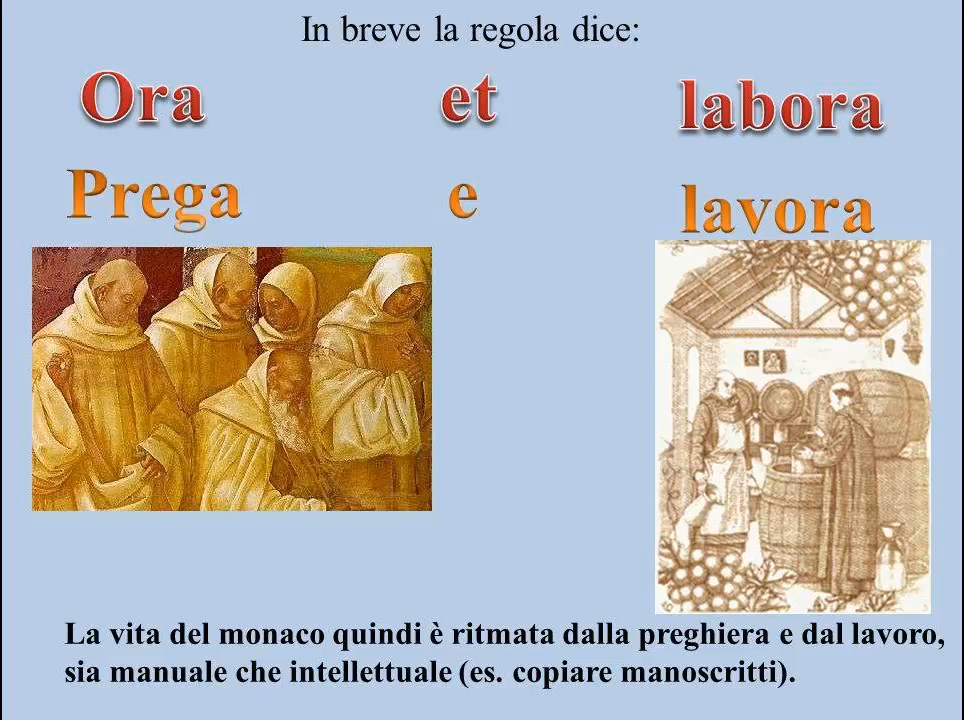 In breve la regola dice:
Ora et labora
Prega e lavora
La vita del monaco quindi è ritmata dalla preghiera e dal lavoro,
sia manuale che intellettuale (es. copiare manoscritti).